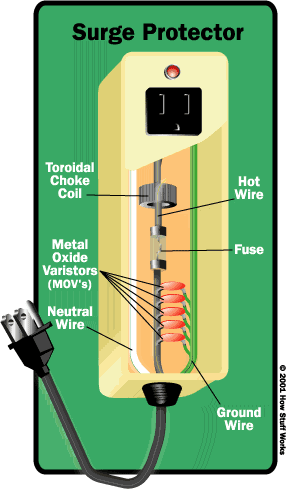 Surge Protector
Toroidal
Choke
Coil
Hot
Wire
Fuse
Metal
Oxide
Varistors
(MOV's)
Neutral
Wire
Ground
Wire
© 2001 How Stuff Works